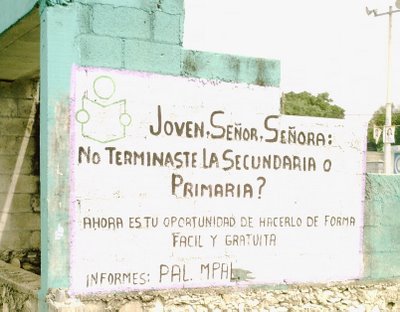 JOVEN, SEÑOR, SEÑORA:
NO TERMINASTE LA SECUNDARIA O
PRIMARIA?
AHORA ES TU OPORTUNIDAD DE HACERLO DE FORMA
FACIL Y GRATUITA
INFORMES: PAL. MPAL.